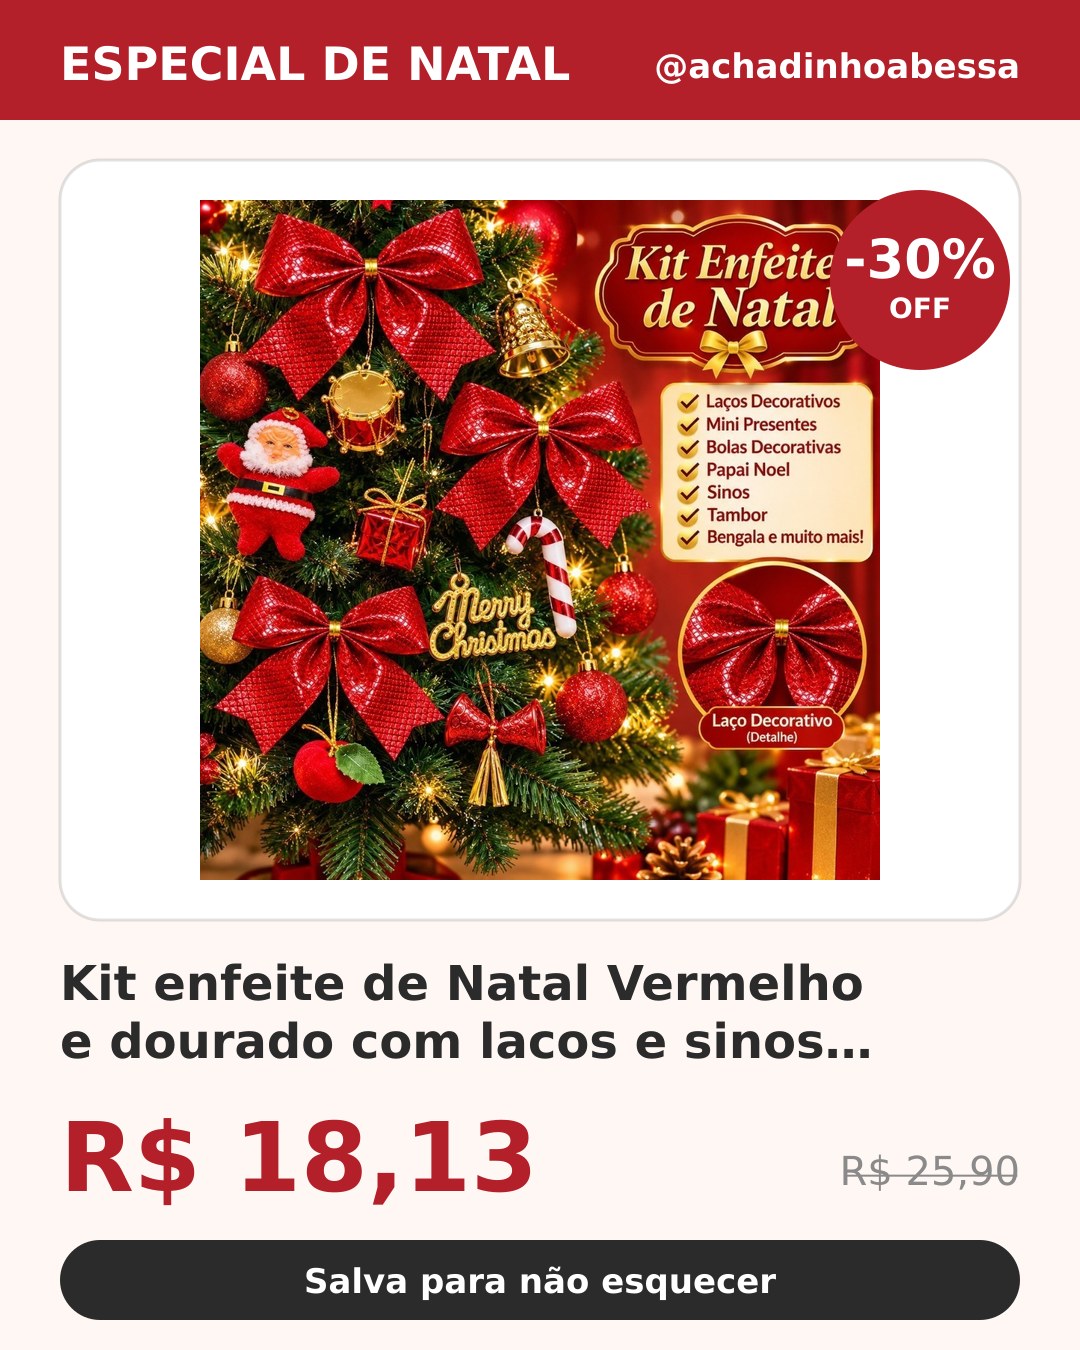 ESPECIAL DE NATAL
@achadinhoabessa
-30%
OFF
Kit Enfeite
de Natal
Laços Decorativos
Mini Presentes
Bolas Decorativas
Papai Noel
Sinos
Tambor
Bengala e muito mais!
Merry
Christmas
Laço Decorativo
(Detalhe)
Kit enfeite de Natal Vermelho
e dourado com lacos e sinos...
R$ 18,13
R$ 25,90
Salva para não esquecer